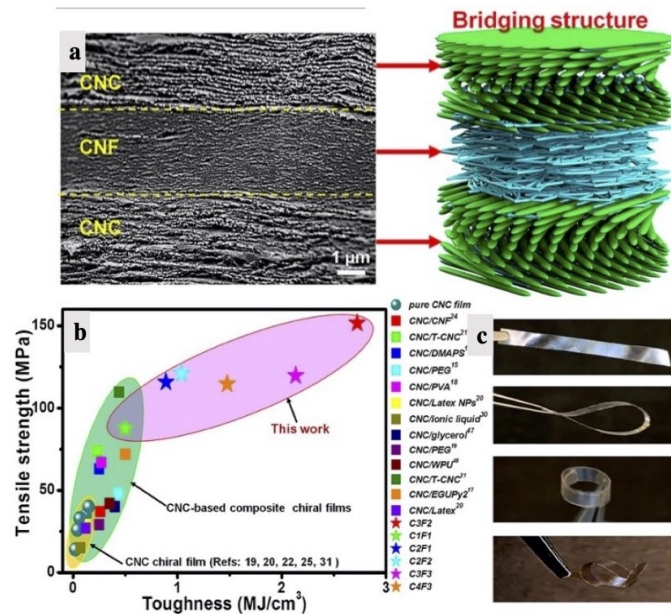 Bridging structure
a
CNC
CNF
CNC
1 μm
b
Tensile strength (MPa)
150
100
50
0
0
1
2
3
Toughness (MJ/cm³)
This work
CNC-based composite chiral films
CNC chiral film (Refs: 19, 20, 22, 25, 31 )
pure CNC film
CNC/CNF²⁴
CNC/T-CNC²¹
CNC/DMAPS
CNC/PEG¹⁵
CNC/PVA¹⁸
CNC/Latex NPs²⁰
CNC/Ionic liquid³⁰
CNC/glycerol⁴⁷
CNC/PEG¹⁹
CNC/WPU⁴⁸
CNC/T-CNC²¹
CNC/EGUPy2¹⁷
CNC/Latex²⁰
C3F2
C1F1
C2F1
C2F2
C3F3
C4F3
c